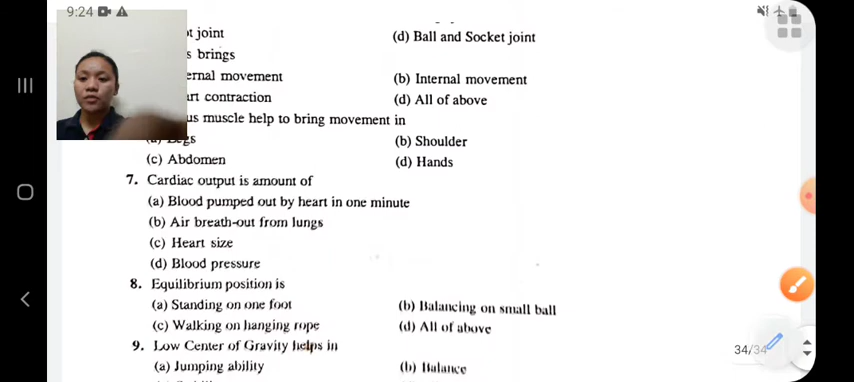 9:24
t joint
(d) Ball and Socket joint
s brings
ernal movement
(b) Internal movement
art contraction
(d) All of above
us muscle help to bring movement in
(a) Legs
(b) Shoulder
(c) Abdomen
(d) Hands
7. Cardiac output is amount of
(a) Blood pumped out by heart in one minute
(b) Air breath-out from lungs
(c) Heart size
(d) Blood pressure
8. Equilibrium position is
(a) Standing on one foot
(b) Balancing on small ball
(c) Walking on hanging rope
(d) All of above
9. Low Center of Gravity helps in
(a) Jumping ability
(b) Balance
34/34